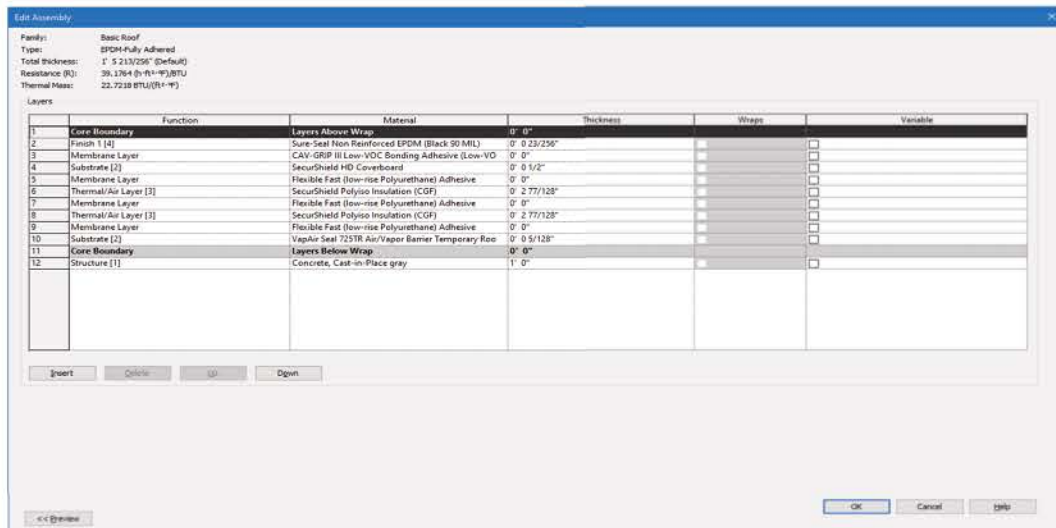 Edit Assembly
Family: Basic Roof
Type: EPDM-Fully Adhered
Total thickness: 1' 5 213/256" (Default)
Resistance (R): 39.1764 (h·ft²·°F)/BTU
Thermal Mass: 22.7218 BTU/(ft²·°F)
Layers
Function Material Thickness Wraps Variable
1 Core Boundary Layers Above Wrap 0' 0"
2 Finish 1 [4] Sure-Seal Non Reinforced EPDM (Black 90 MIL) 0' 0 23/256"
3 Membrane Layer CAV-GRIP III Low-VOC Bonding Adhesive (Low-VO 0' 0"
4 Substrate [2] SecurShield HD Coverboard 0' 0 1/2"
5 Membrane Layer Flexible Fast (low-rise Polyurethane) Adhesive 0' 0"
6 Thermal/Air Layer [3] SecurShield Polyiso Insulation (CGF) 0' 2 77/128"
7 Membrane Layer Flexible Fast (low-rise Polyurethane) Adhesive 0' 0"
8 Thermal/Air Layer [3] SecurShield Polyiso Insulation (CGF) 0' 2 77/128"
9 Membrane Layer Flexible Fast (low-rise Polyurethane) Adhesive 0' 0"
10 Substrate [2] VapAir Seal 725TR Air/Vapor Barrier Temporary Roo 0' 0 5/128"
11 Core Boundary Layers Below Wrap 0' 0"
12 Structure [1] Concrete, Cast-in-Place gray 1' 0"
Insert Delete Up Down
OK Cancel Help
<< Preview